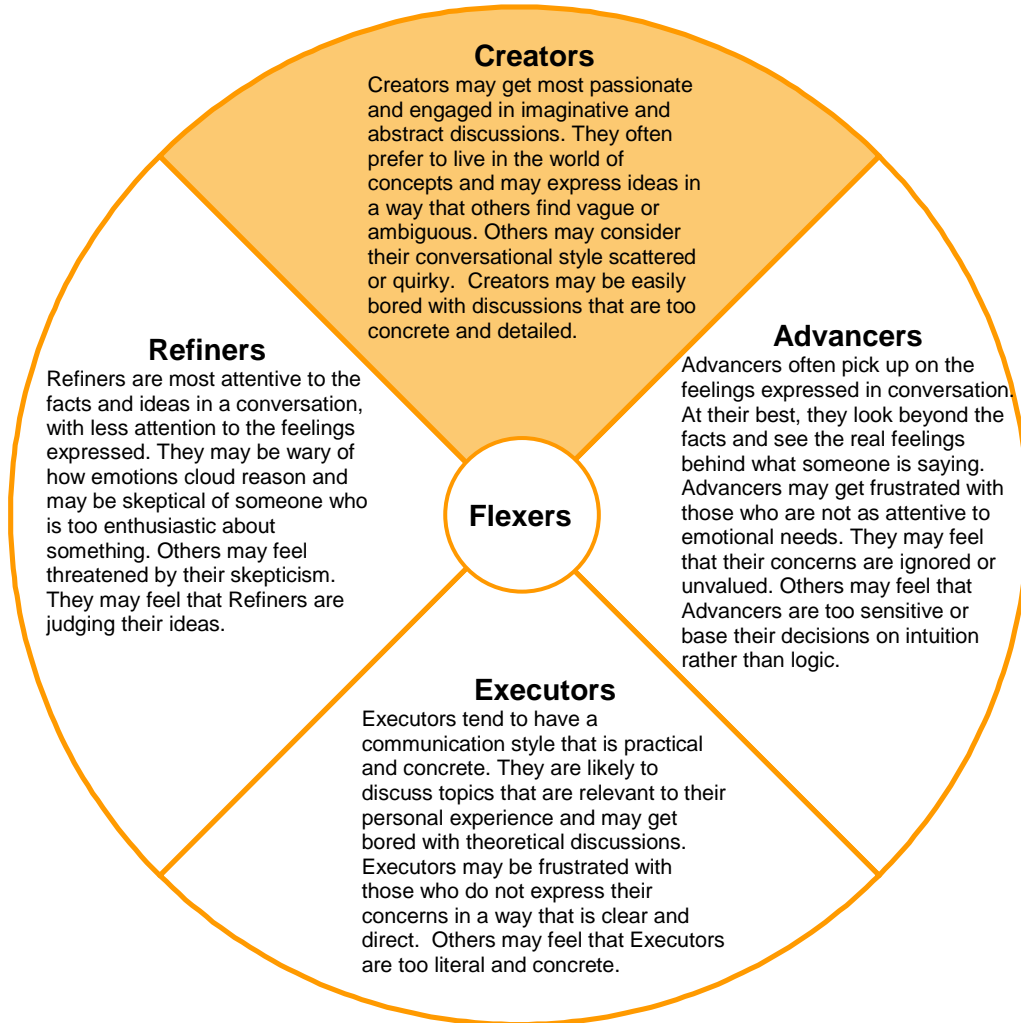 Creators
Creators may get most passionate
and engaged in imaginative and
abstract discussions. They often
prefer to live in the world of
concepts and may express ideas in
a way that others find vague or
ambiguous. Others may consider
their conversational style scattered
or quirky.  Creators may be easily
bored with discussions that are too
concrete and detailed.
Refiners
Refiners are most attentive to the
facts and ideas in a conversation,
with less attention to the feelings
expressed. They may be wary of
how emotions cloud reason and
may be skeptical of someone who
is too enthusiastic about
something. Others may feel
threatened by their skepticism.
They may feel that Refiners are
judging their ideas.
Advancers
Advancers often pick up on the
feelings expressed in conversation.
At their best, they look beyond the
facts and see the real feelings
behind what someone is saying.
Advancers may get frustrated with
those who are not as attentive to
emotional needs. They may feel
that their concerns are ignored or
unvalued. Others may feel that
Advancers are too sensitive or
base their decisions on intuition
rather than logic.
Flexers
Executors
Executors tend to have a
communication style that is practical
and concrete. They are likely to
discuss topics that are relevant to their
personal experience and may get
bored with theoretical discussions.
Executors may be frustrated with
those who do not express their
concerns in a way that is clear and
direct.  Others may feel that Executors
are too literal and concrete.